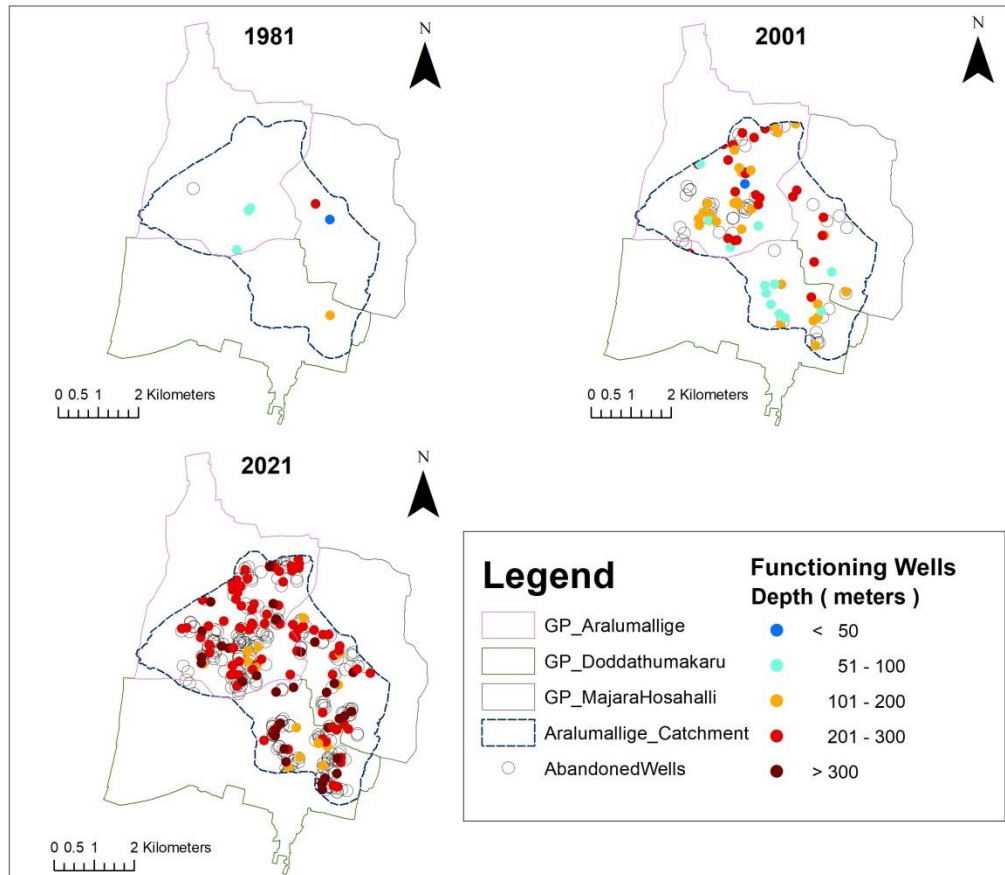 1981
N
0 0.5 1 2 Kilometers
2001
N
0 0.5 1 2 Kilometers
2021
N
0 0.5 1 2 Kilometers
Legend
GP_Aralumallige
GP_Doddathumakaru
GP_MajaraHosahalli
Aralumallige_Catchment
AbandonedWells
Functioning Wells
Depth ( meters )
< 50
51 - 100
101 - 200
201 - 300
> 300